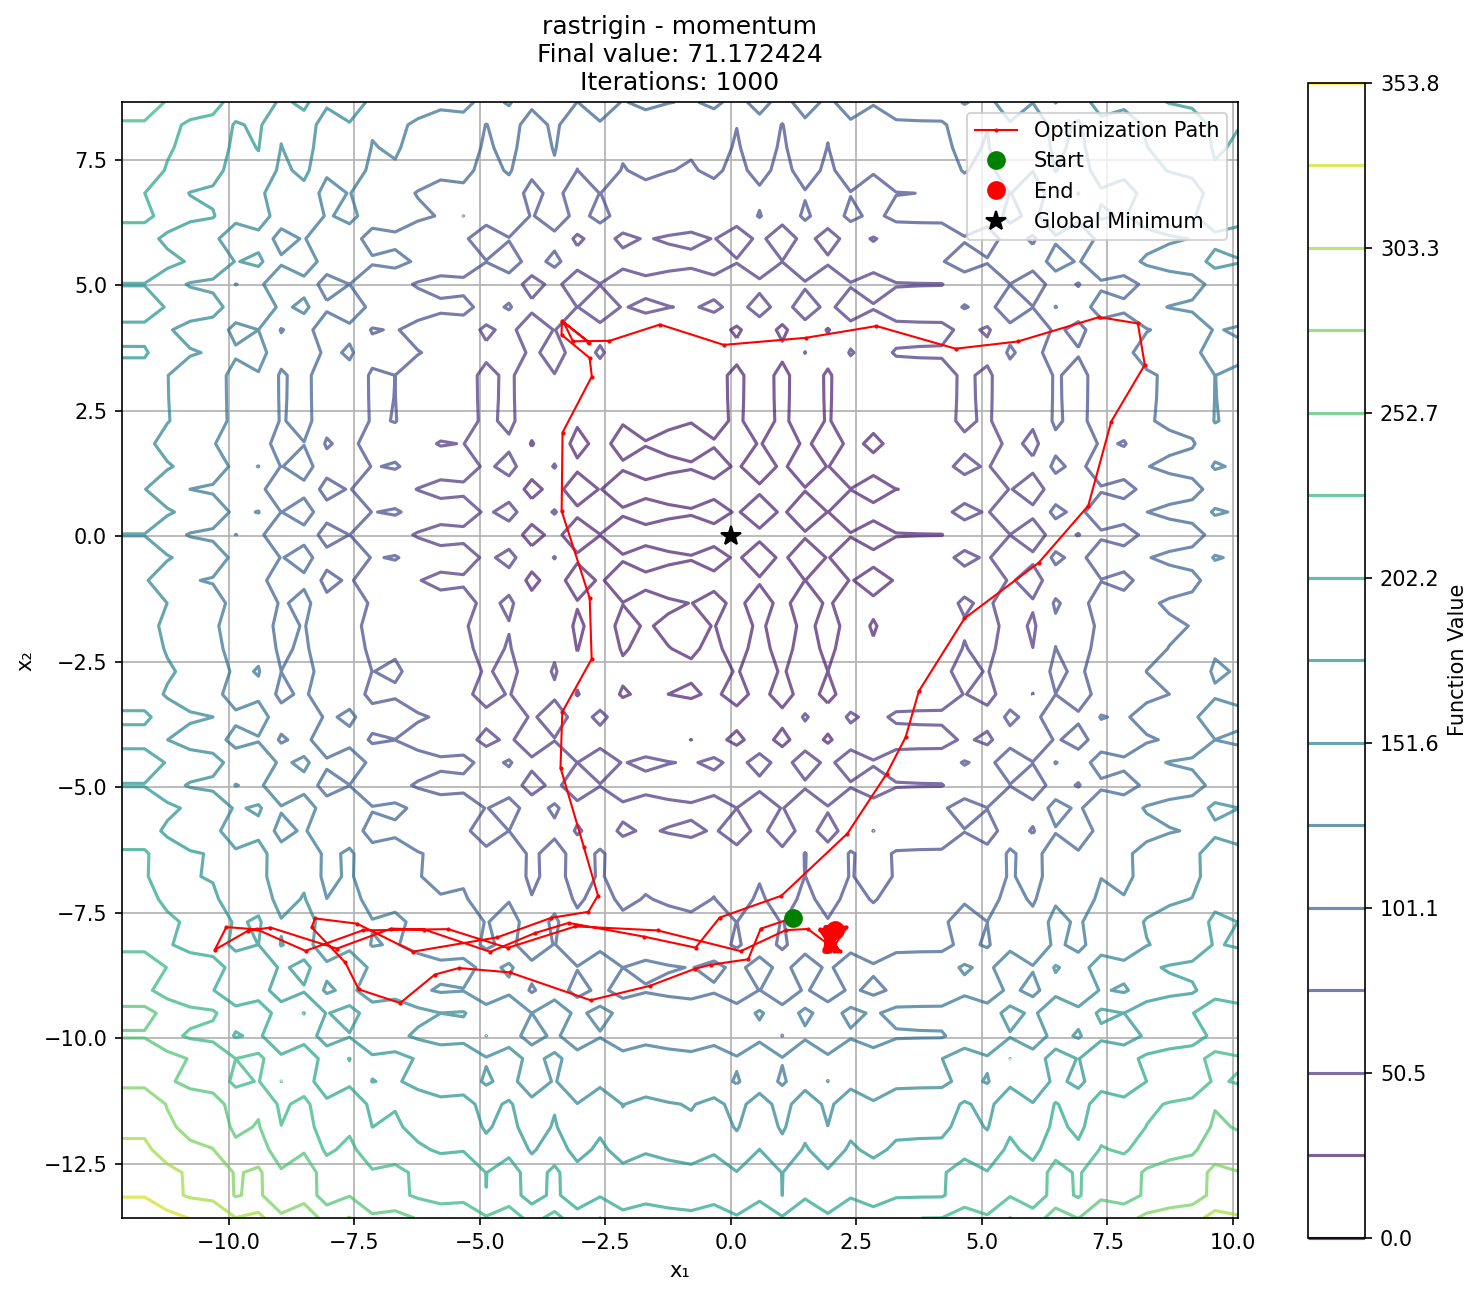 rastrigin - momentum
Final value: 71.172424
Iterations: 1000
Optimization Path
Start
End
Global Minimum
7.5
5.0
2.5
0.0
−2.5
−5.0
−7.5
−10.0
−12.5
x₂
−10.0 −7.5 −5.0 −2.5 0.0 2.5 5.0 7.5 10.0
x₁
353.8
303.3
252.7
202.2
151.6
101.1
50.5
0.0
Function Value